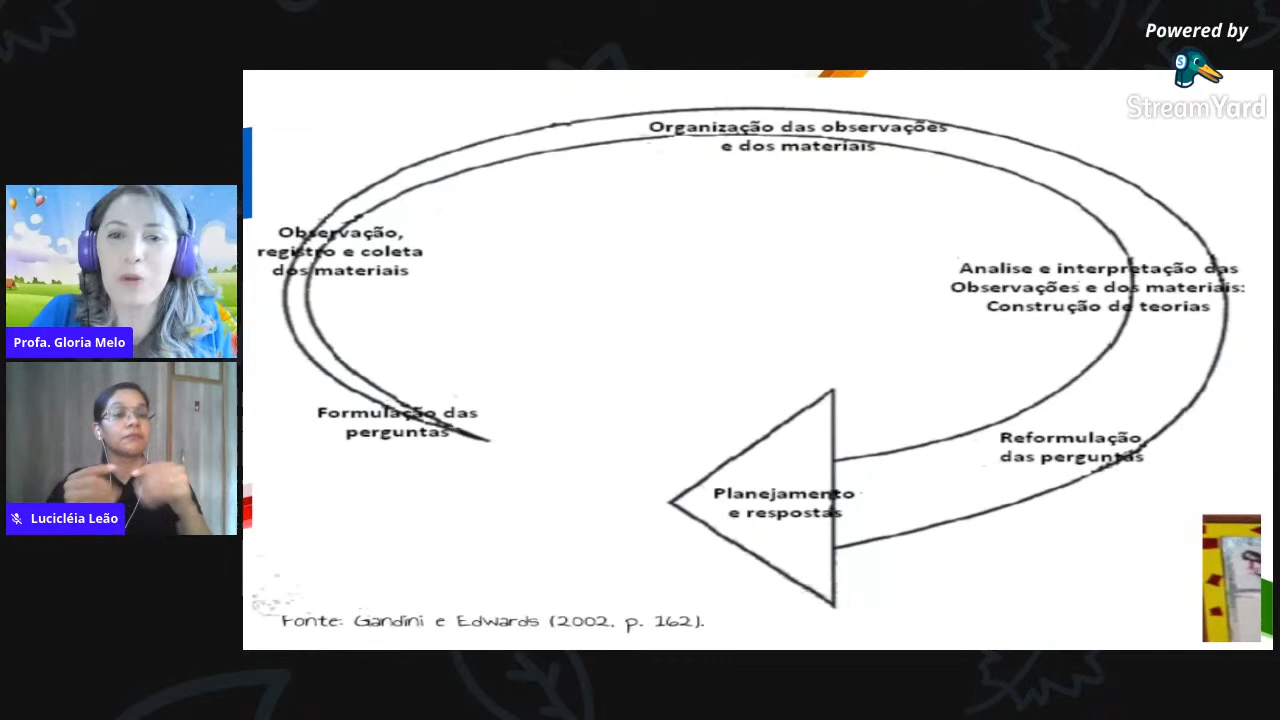 Powered by
StreamYard
Organização das observações
e dos materiais
Observação,
registro e coleta
dos materiais
Analise e interpretação das
Observações e dos materiais:
Construção de teorias
Formulação das
perguntas
Reformulação
das perguntas
Planejamento
e respostas
Fonte: Gandini e Edwards (2002, p. 162).
Profa. Gloria Melo
Lucicléia Leão